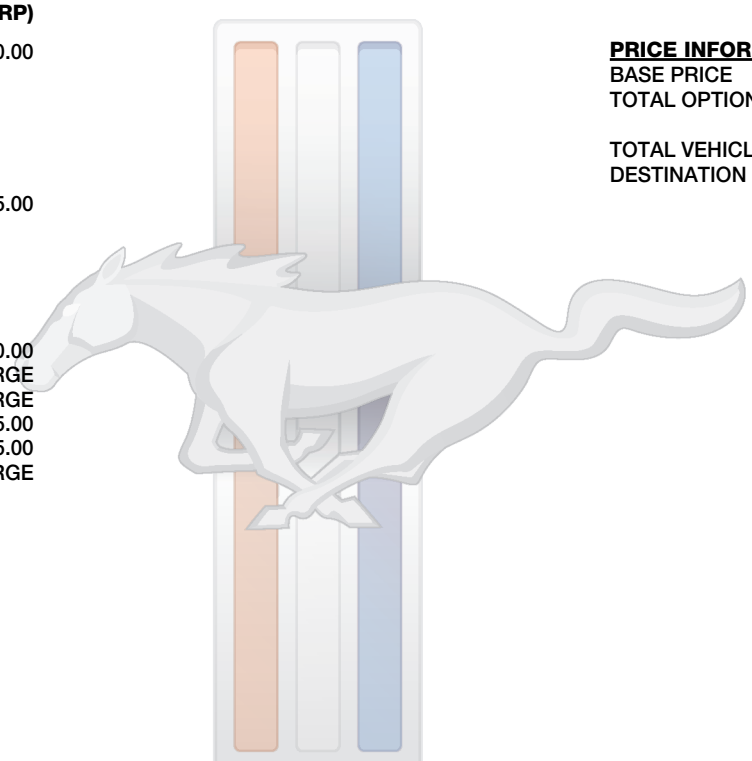 RP)
0.00
5.00
0.00
RGE
RGE
5.00
5.00
RGE
PRICE INFOR
BASE PRICE
TOTAL OPTION
TOTAL VEHICL
DESTINATION